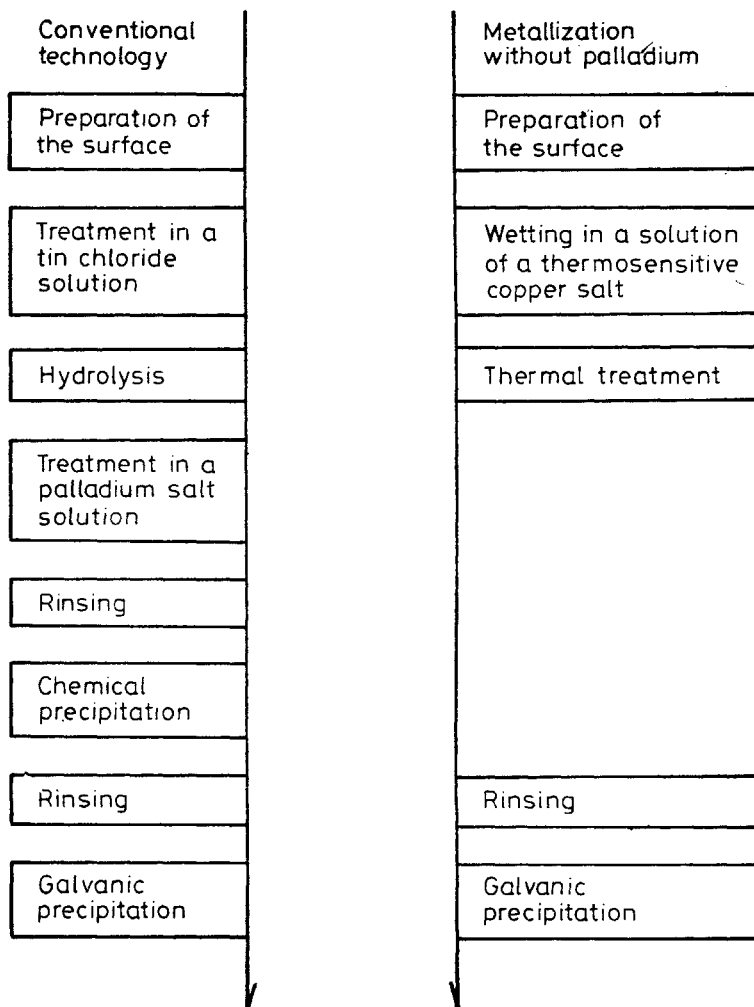 Conventional
technology
Preparation of
the surface
Treatment in a
tin chloride
solution
Hydrolysis
Treatment in a
palladium salt
solution
Rinsing
Chemical
precipitation
Rinsing
Galvanic
precipitation
Metallization
without palladium
Preparation of
the surface
Wetting in a solution
of a thermosensitive
copper salt
Thermal treatment
Rinsing
Galvanic
precipitation